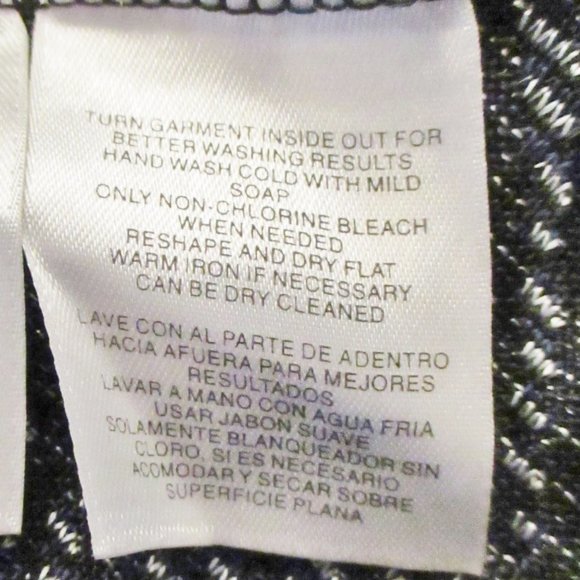 TURN GARMENT INSIDE OUT FOR
BETTER WASHING RESULTS
HAND WASH COLD WITH MILD
SOAP
ONLY NON-CHLORINE BLEACH
WHEN NEEDED
RESHAPE AND DRY FLAT
WARM IRON IF NECESSARY
CAN BE DRY CLEANED
LAVE CON AL PARTE DE ADENTRO
HACIA AFUERA PARA MEJORES
RESULTADOS
LAVAR A MANO CON AGUA FRIA
USAR JABON SUAVE
SOLAMENTE BLANQUEADOR SIN
CLORO, SI ES NECESARIO
ACOMODAR Y SECAR SOBRE
SUPERFICIE PLANA